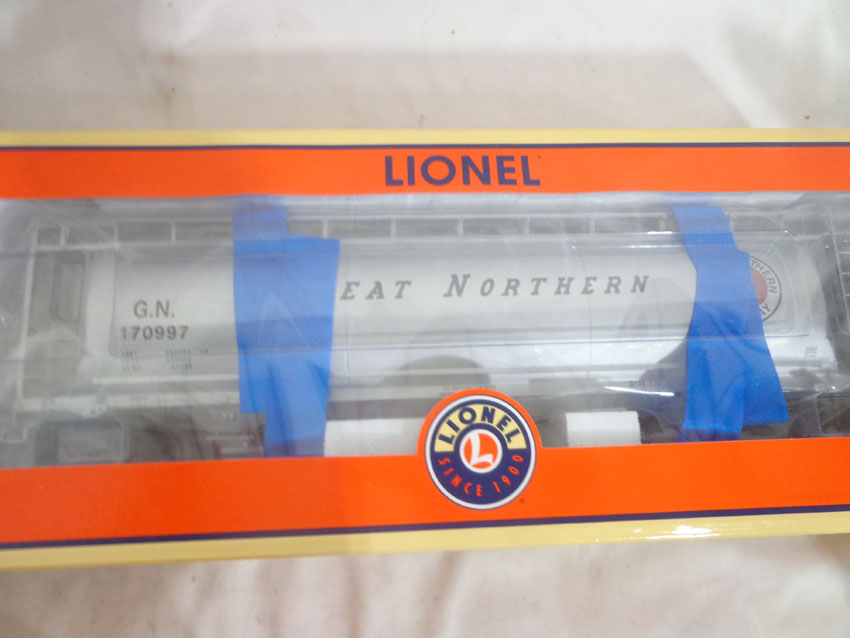 LIONEL
EAT NORTHERN
G.N.
170997
LIONEL
L
SINCE 1900